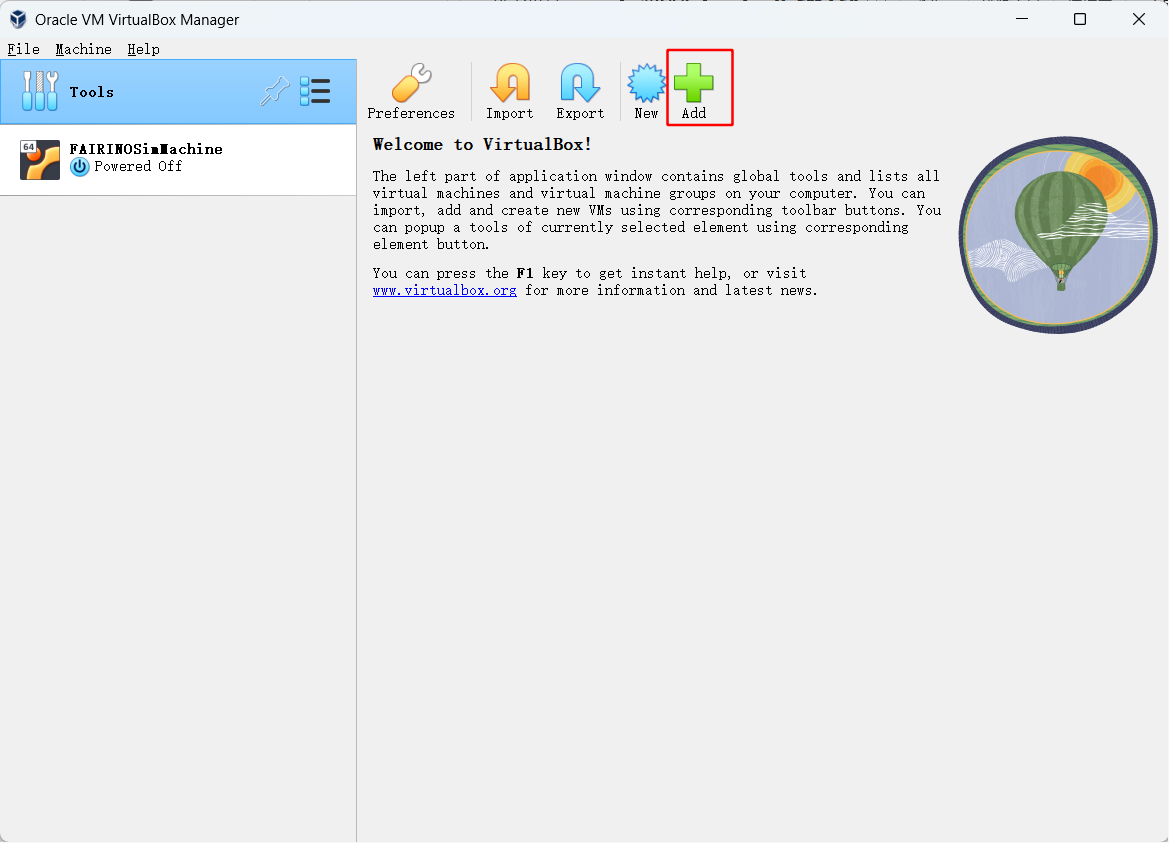 Oracle VM VirtualBox Manager
File Machine Help
Tools
Preferences Import Export New Add
64
FAIRINOSimMachine
Powered Off
Welcome to VirtualBox!
The left part of application window contains global tools and lists all
virtual machines and virtual machine groups on your computer. You can
import, add and create new VMs using corresponding toolbar buttons. You
can popup a tools of currently selected element using corresponding
element button.
You can press the F1 key to get instant help, or visit
www.virtualbox.org for more information and latest news.